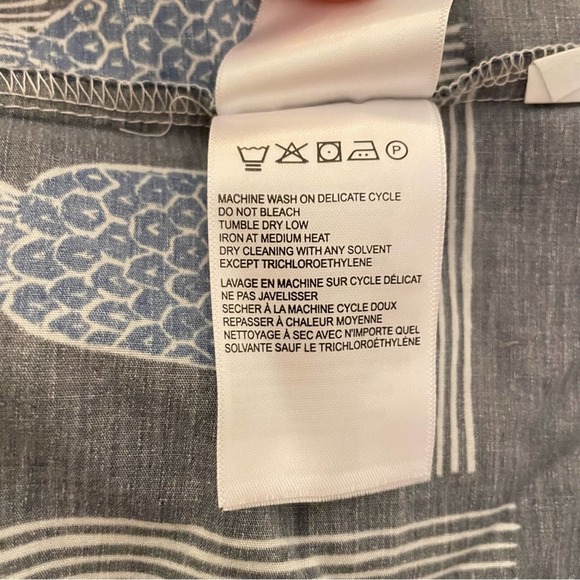 P
MACHINE WASH ON DELICATE CYCLE
DO NOT BLEACH
TUMBLE DRY LOW
IRON AT MEDIUM HEAT
DRY CLEANING WITH ANY SOLVENT
EXCEPT TRICHLOROETHYLENE
LAVAGE EN MACHINE SUR CYCLE DÉLICAT
NE PAS JAVELISSER
SECHER À LA MACHINE CYCLE DOUX
REPASSER À CHALEUR MOYENNE
NETTOYAGE À SEC AVEC N'IMPORTE QUEL
SOLVANTE SAUF LE TRICHLOROÉTHYLÈNE